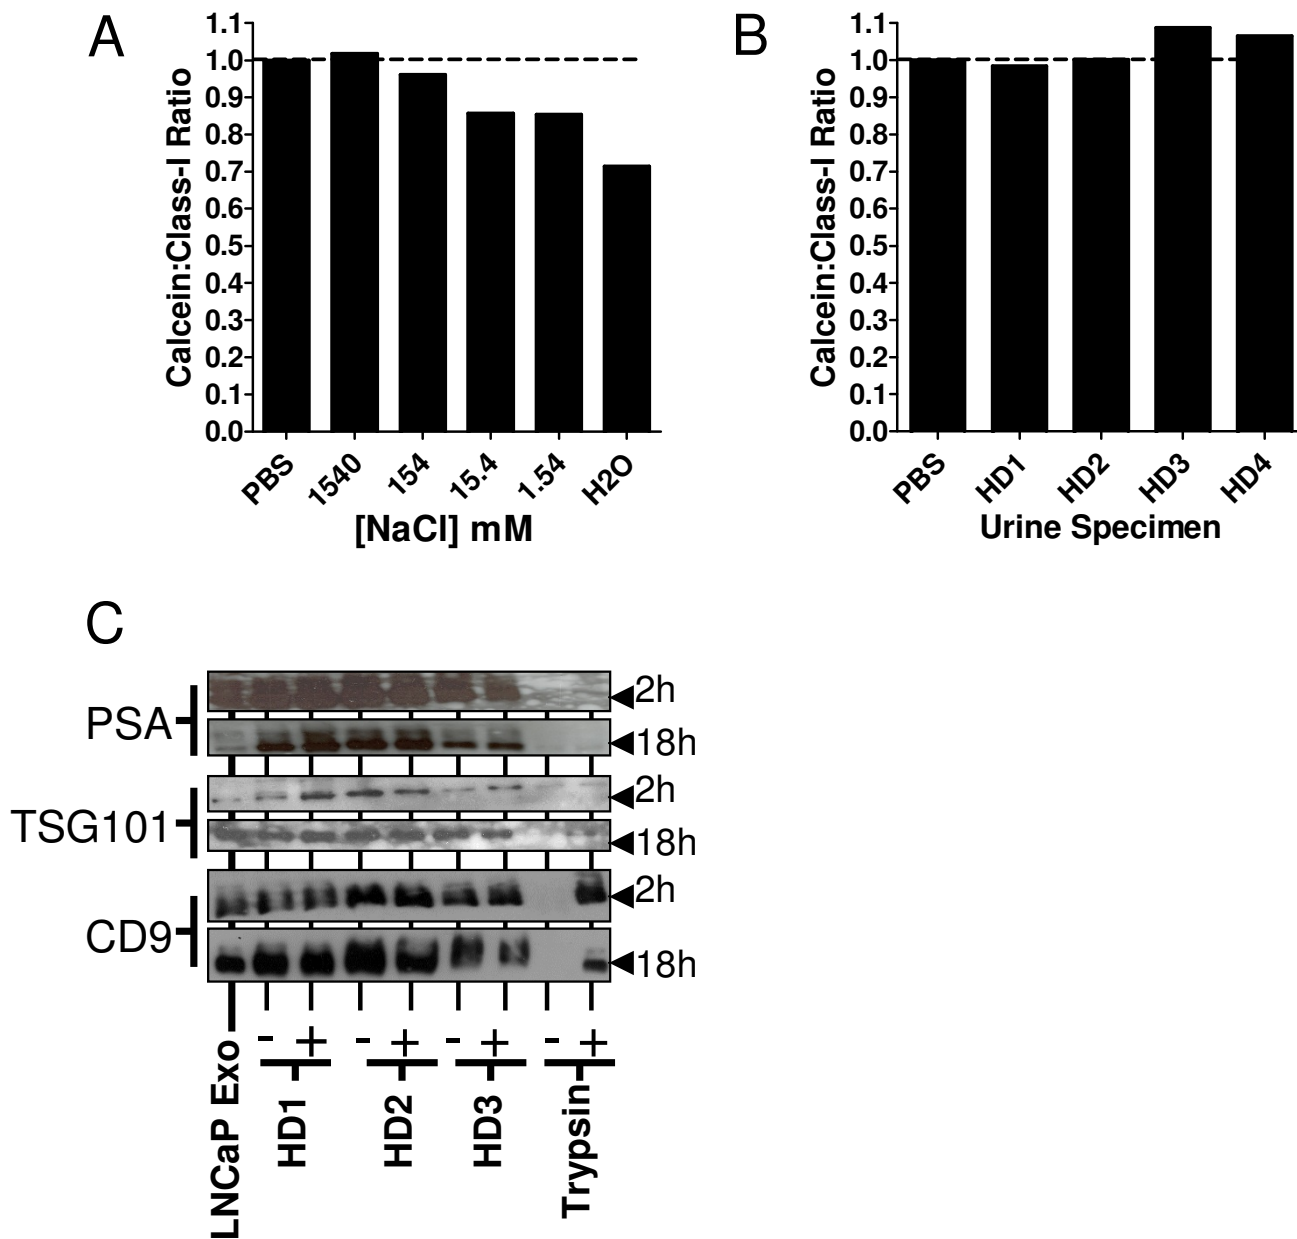 A
Calcein:Class-I Ratio
1.1
1.0
0.9
0.8
0.7
0.6
0.5
0.4
0.3
0.2
0.1
0.0
PBS 1540 154 15.4 1.54 H2O
[NaCl] mM
B
Calcein:Class-I Ratio
1.1
1.0
0.9
0.8
0.7
0.6
0.5
0.4
0.3
0.2
0.1
0.0
PBS HD1 HD2 HD3 HD4
Urine Specimen
C
PSA
2h
18h
TSG101
2h
18h
CD9
2h
18h
- + - + - + - +
LNCaP Exo
HD1
HD2
HD3
Trypsin